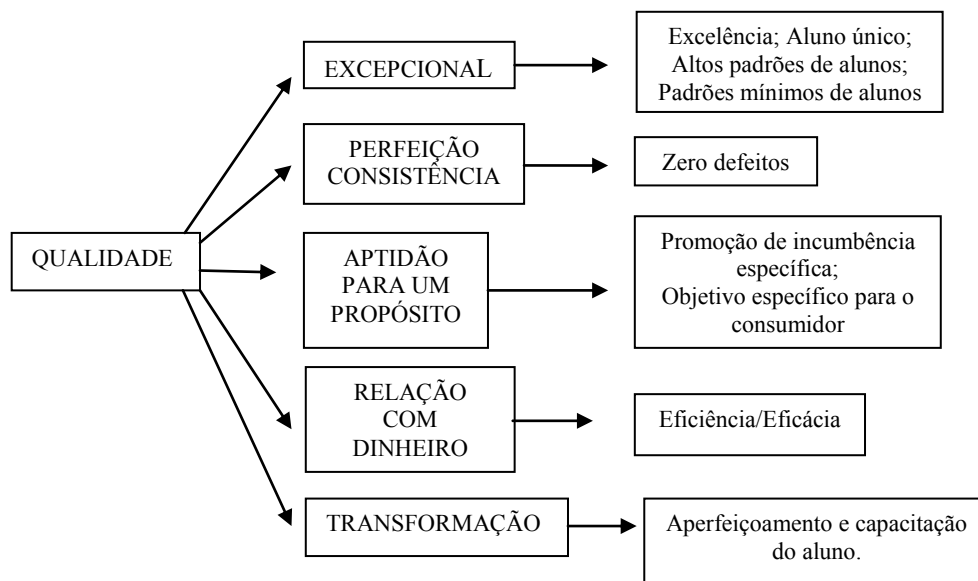 QUALIDADE
EXCEPCIONAL
Excelência; Aluno único;
Altos padrões de alunos;
Padrões mínimos de alunos
PERFEIÇÃO
CONSISTÊNCIA
Zero defeitos
APTIDÃO
PARA UM
PROPÓSITO
Promoção de incumbência
específica;
Objetivo específico para o
consumidor
RELAÇÃO
COM
DINHEIRO
Eficiência/Eficácia
TRANSFORMAÇÃO
Aperfeiçoamento e capacitação
do aluno.